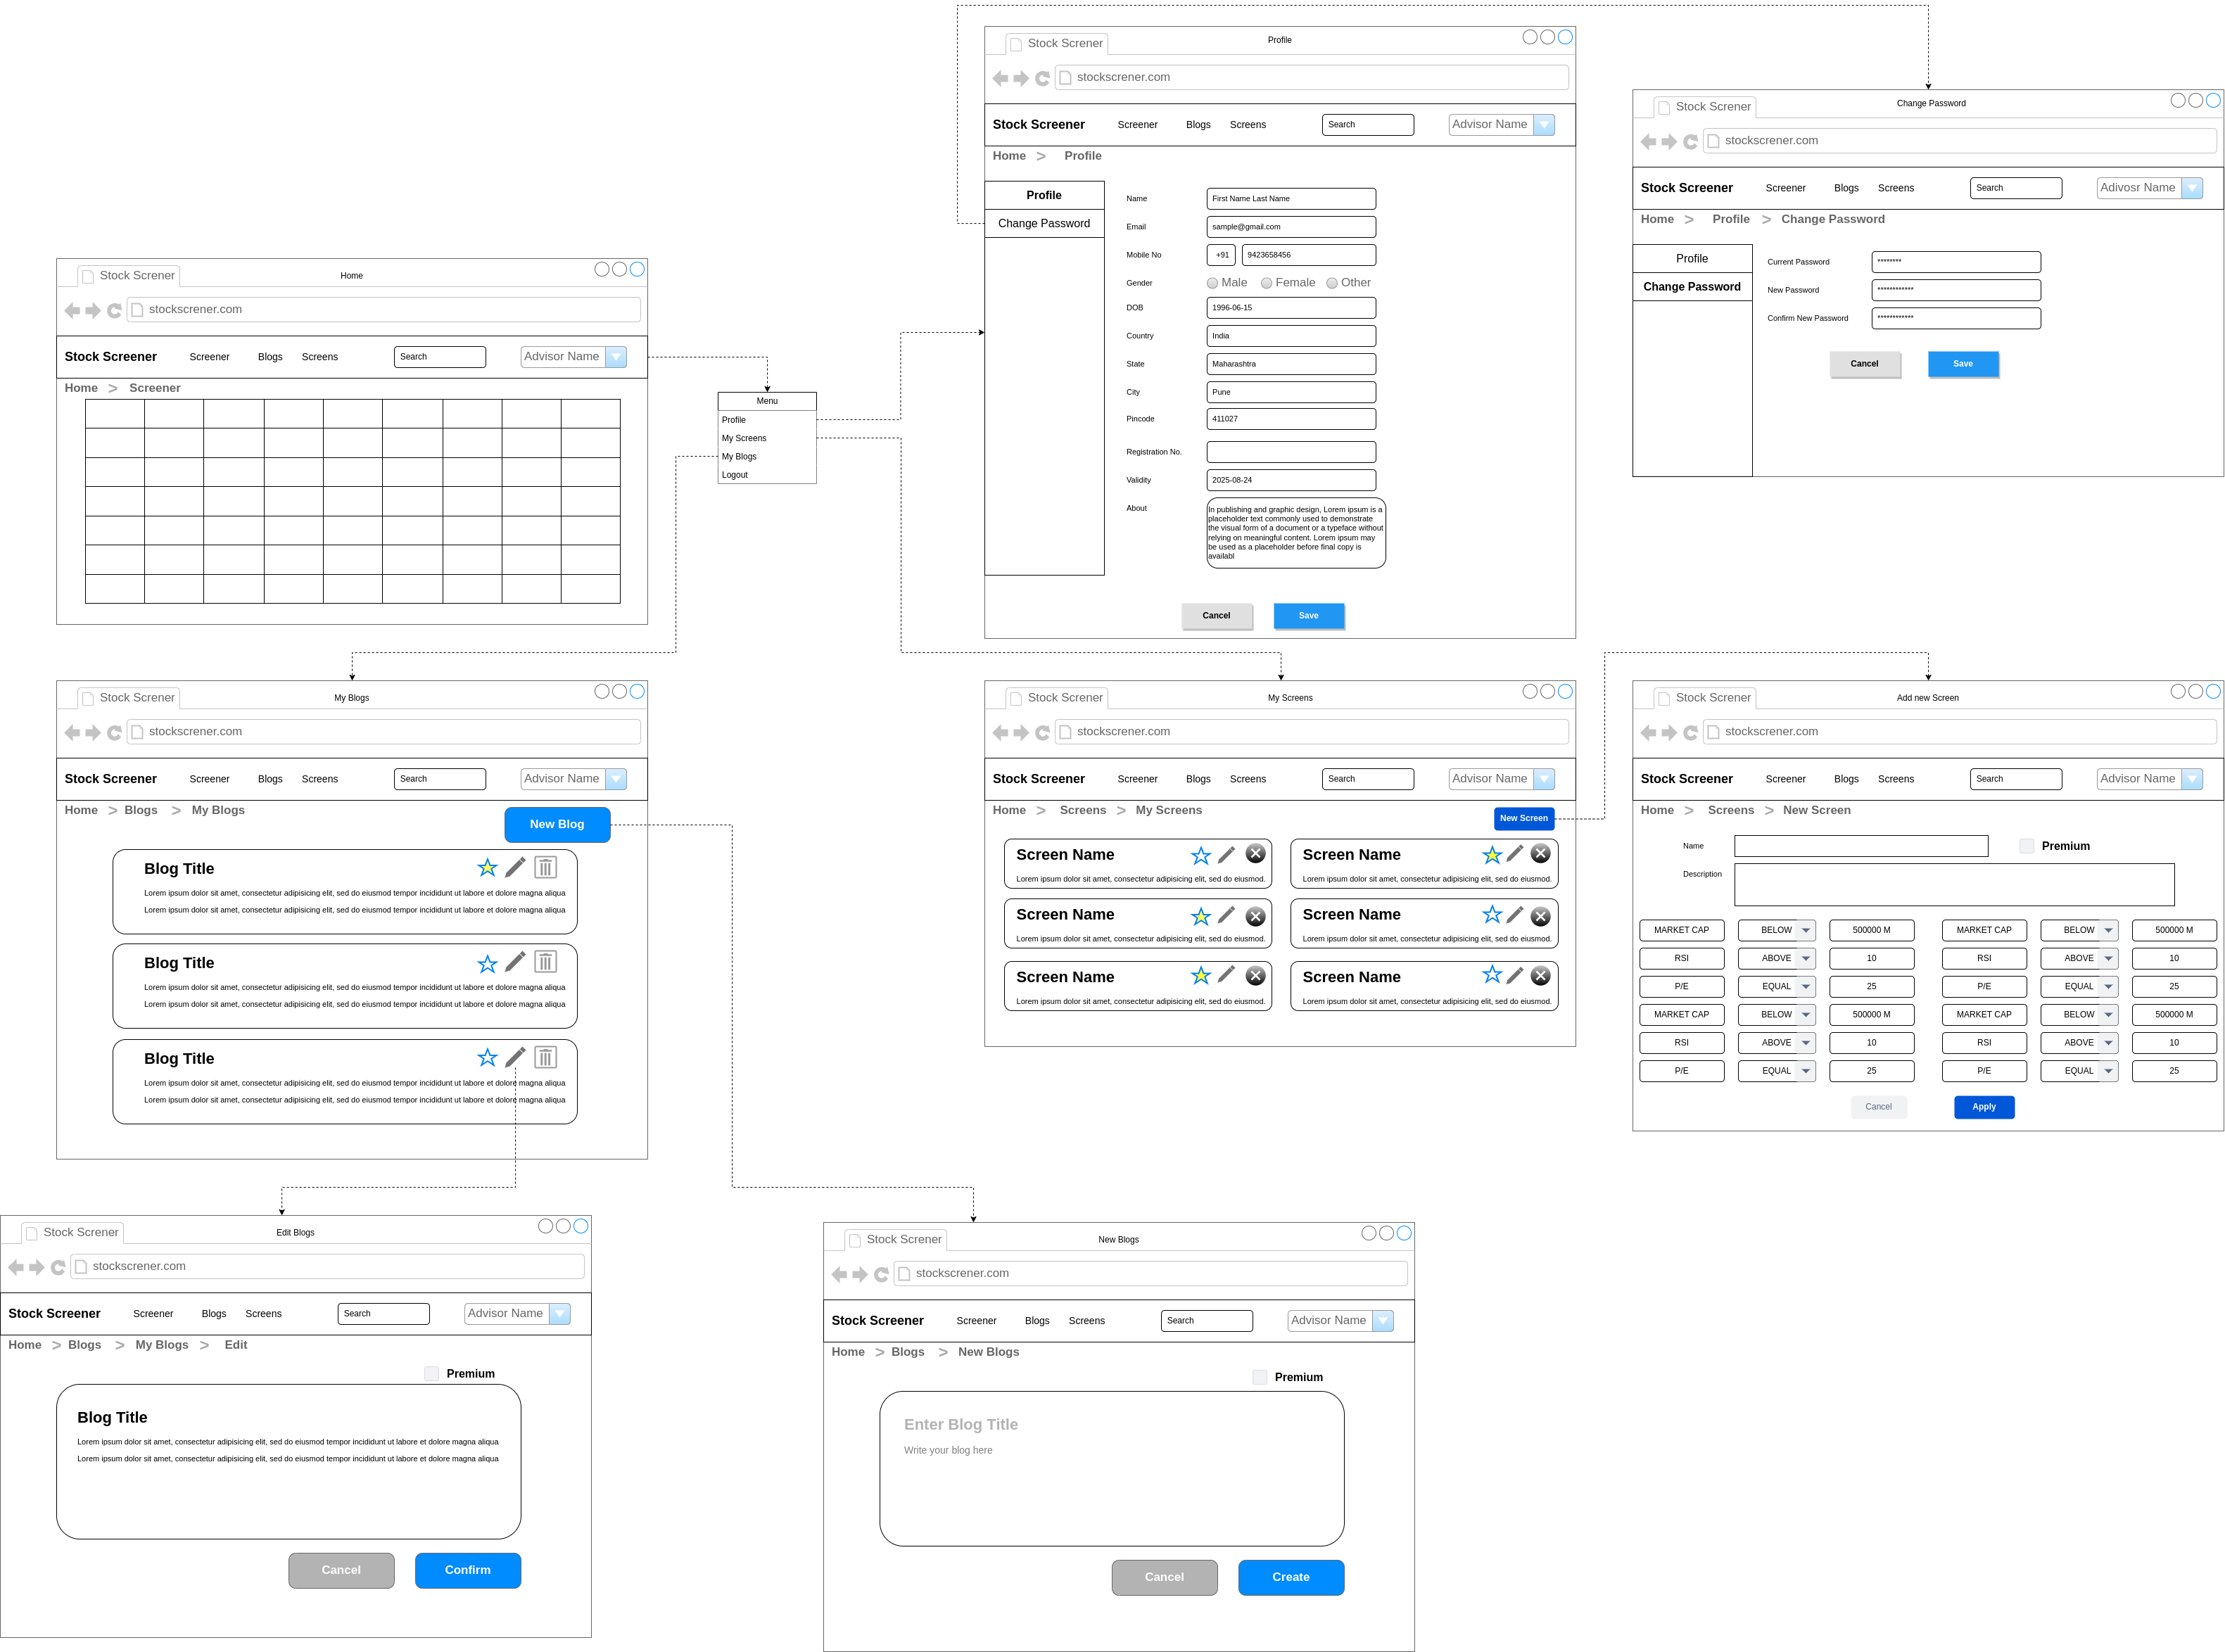 Stock Screner
Home
stockscrener.com
Stock Screener
Screener
Blogs
Screens
Search
Advisor Name
Home > Screener
Menu
Profile
My Screens
My Blogs
Logout
Stock Screner
Profile
stockscrener.com
Stock Screener
Screener
Blogs
Screens
Search
Advisor Name
Home > Profile
Profile
Change Password
Name
First Name Last Name
Email
sample@gmail.com
Mobile No
+91
9423658456
Gender
Male
Female
Other
DOB
1996-06-15
Country
India
State
Maharashtra
City
Pune
Pincode
411027
Registration No.
Validity
2025-08-24
About
In publishing and graphic design, Lorem ipsum is a
placeholder text commonly used to demonstrate
the visual form of a document or a typeface without
relying on meaningful content. Lorem ipsum may
be used as a placeholder before final copy is
availabl
Cancel
Save
Stock Screner
Change Password
stockscrener.com
Stock Screener
Screener
Blogs
Screens
Search
Adivosr Name
Home > Profile > Change Password
Profile
Change Password
Current Password
********
New Password
************
Confirm New Password
************
Cancel
Save
Stock Screner
My Blogs
stockscrener.com
Stock Screener
Screener
Blogs
Screens
Search
Advisor Name
Home > Blogs > My Blogs
New Blog
Blog Title
Lorem ipsum dolor sit amet, consectetur adipisicing elit, sed do eiusmod tempor incididunt ut labore et dolore magna aliqua
Lorem ipsum dolor sit amet, consectetur adipisicing elit, sed do eiusmod tempor incididunt ut labore et dolore magna aliqua
Blog Title
Lorem ipsum dolor sit amet, consectetur adipisicing elit, sed do eiusmod tempor incididunt ut labore et dolore magna aliqua
Lorem ipsum dolor sit amet, consectetur adipisicing elit, sed do eiusmod tempor incididunt ut labore et dolore magna aliqua
Blog Title
Lorem ipsum dolor sit amet, consectetur adipisicing elit, sed do eiusmod tempor incididunt ut labore et dolore magna aliqua
Lorem ipsum dolor sit amet, consectetur adipisicing elit, sed do eiusmod tempor incididunt ut labore et dolore magna aliqua
Stock Screner
My Screens
stockscrener.com
Stock Screener
Screener
Blogs
Screens
Search
Advisor Name
Home > Screens > My Screens
New Screen
Screen Name
Lorem ipsum dolor sit amet, consectetur adipisicing elit, sed do eiusmod.
Screen Name
Lorem ipsum dolor sit amet, consectetur adipisicing elit, sed do eiusmod.
Screen Name
Lorem ipsum dolor sit amet, consectetur adipisicing elit, sed do eiusmod.
Screen Name
Lorem ipsum dolor sit amet, consectetur adipisicing elit, sed do eiusmod.
Screen Name
Lorem ipsum dolor sit amet, consectetur adipisicing elit, sed do eiusmod.
Screen Name
Lorem ipsum dolor sit amet, consectetur adipisicing elit, sed do eiusmod.
Stock Screner
Add new Screen
stockscrener.com
Stock Screener
Screener
Blogs
Screens
Search
Advisor Name
Home > Screens > New Screen
Name
Premium
Description
MARKET CAP BELOW 500000 M MARKET CAP BELOW 500000 M
RSI ABOVE 10 RSI ABOVE 10
P/E EQUAL 25 P/E EQUAL 25
MARKET CAP BELOW 500000 M MARKET CAP BELOW 500000 M
RSI ABOVE 10 RSI ABOVE 10
P/E EQUAL 25 P/E EQUAL 25
Cancel
Apply
Stock Screner
Edit Blogs
stockscrener.com
Stock Screener
Screener
Blogs
Screens
Search
Advisor Name
Home > Blogs > My Blogs > Edit
Premium
Blog Title
Lorem ipsum dolor sit amet, consectetur adipisicing elit, sed do eiusmod tempor incididunt ut labore et dolore magna aliqua
Lorem ipsum dolor sit amet, consectetur adipisicing elit, sed do eiusmod tempor incididunt ut labore et dolore magna aliqua
Cancel
Confirm
Stock Screner
New Blogs
stockscrener.com
Stock Screener
Screener
Blogs
Screens
Search
Advisor Name
Home > Blogs > New Blogs
Premium
Enter Blog Title
Write your blog here
Cancel
Create